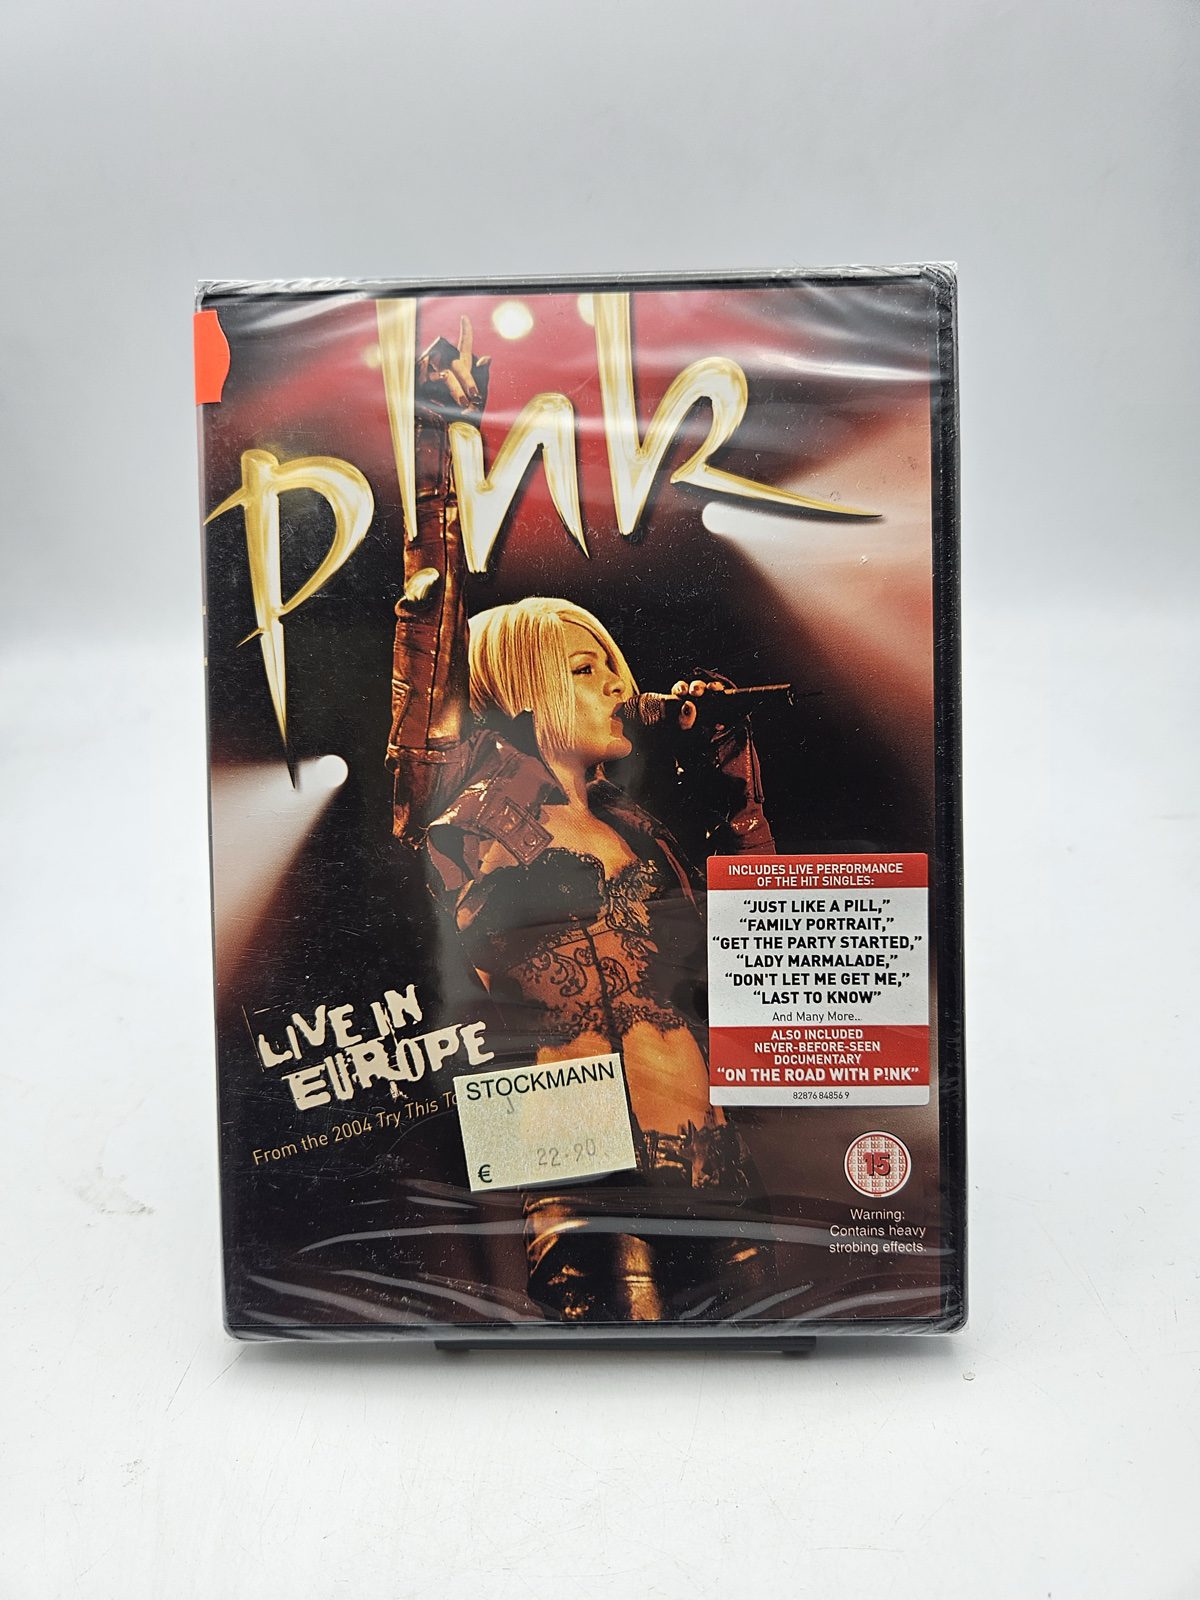 P!nk
LIVE IN
EUROPE
From the 2004 Try This
STOCKMANN
€ 22.90
INCLUDES LIVE PERFORMANCE
OF THE HIT SINGLES:
“JUST LIKE A PILL,”
“FAMILY PORTRAIT,”
“GET THE PARTY STARTED,”
“LADY MARMALADE,”
“DON'T LET ME GET ME,”
“LAST TO KNOW”
And Many More...
ALSO INCLUDED
NEVER-BEFORE-SEEN
DOCUMENTARY
“ON THE ROAD WITH P!NK”
82876 84856 9
15
Warning:
Contains heavy
strobing effects.